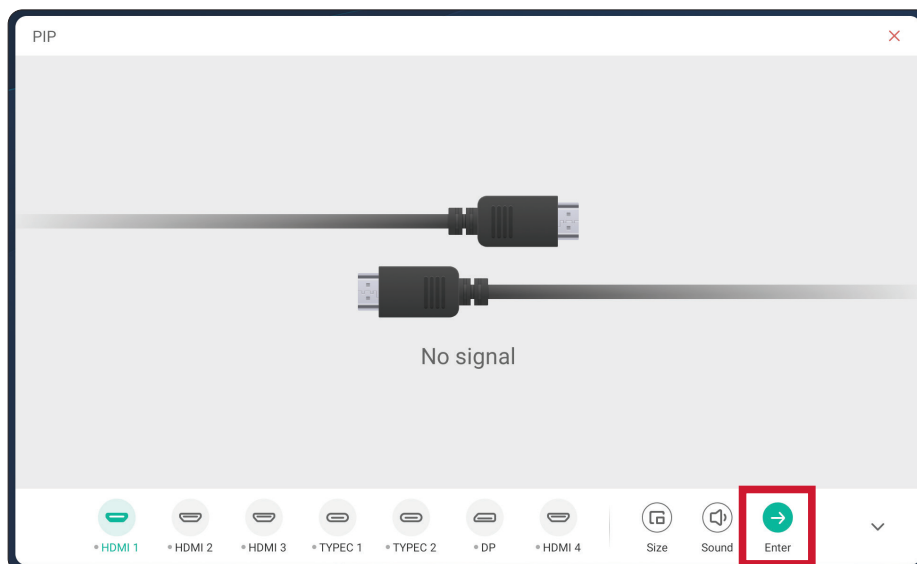 PIP
No signal
HDMI 1 HDMI 2 HDMI 3 TYPEC 1 TYPEC 2 DP HDMI 4 Size Sound Enter